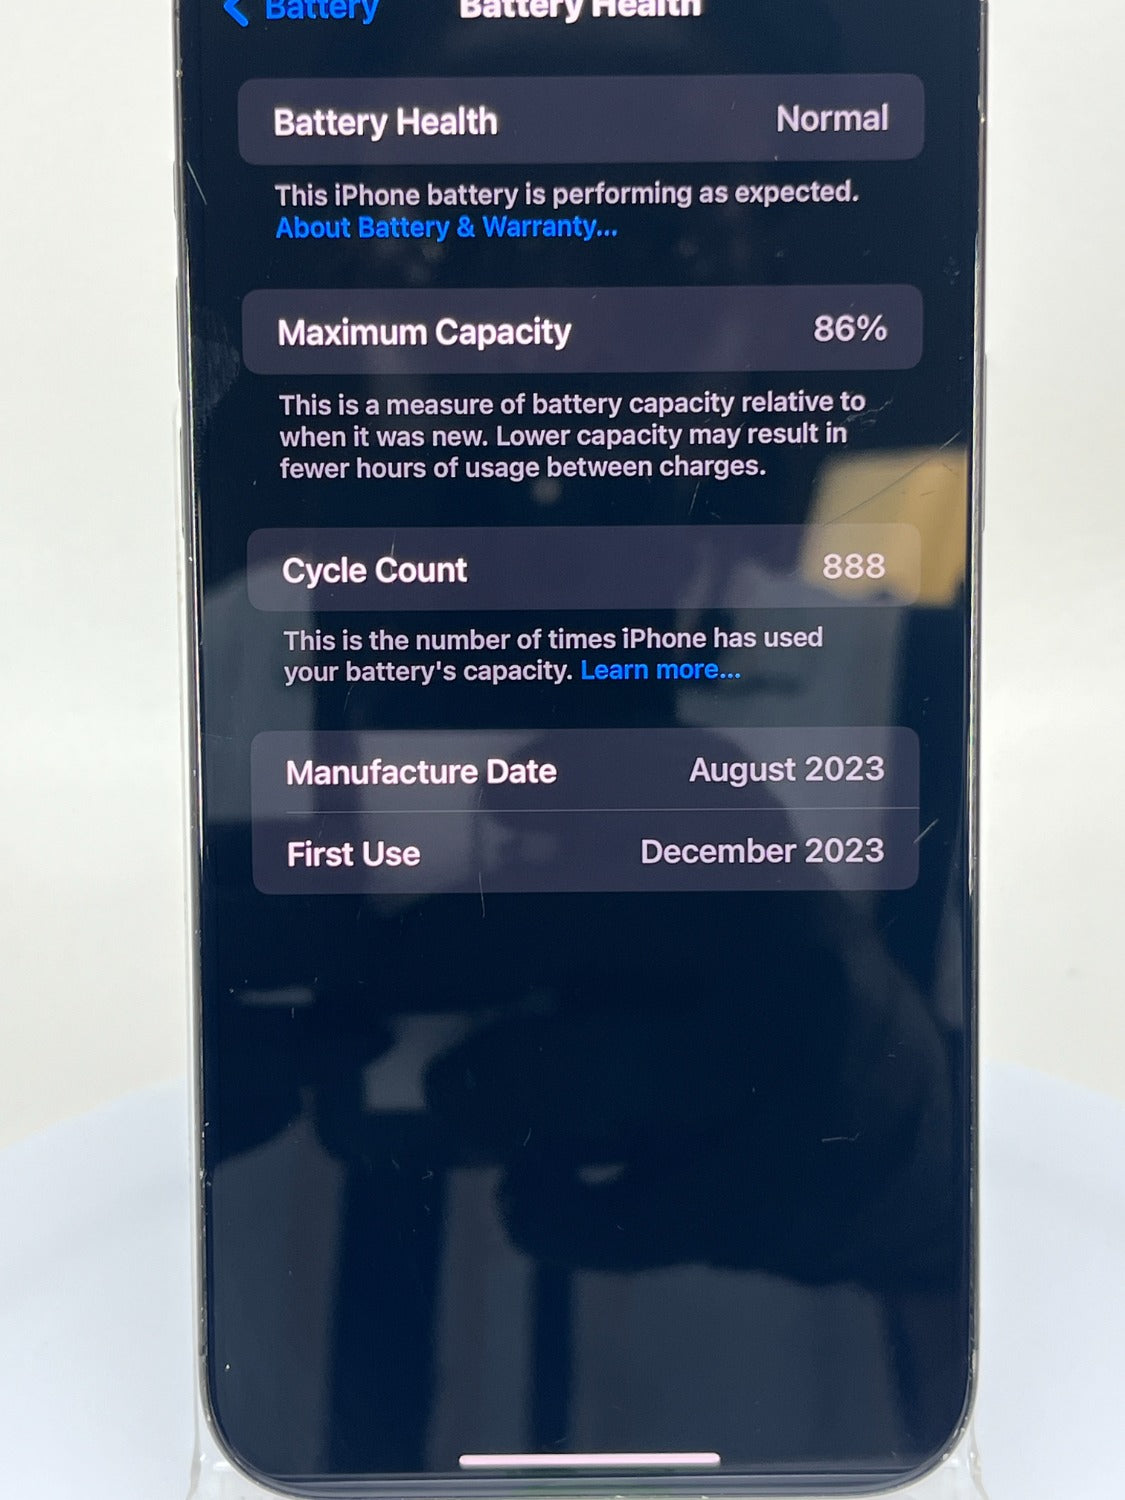 Battery
Battery Health
Battery Health Normal
This iPhone battery is performing as expected.
About Battery & Warranty...
Maximum Capacity 86%
This is a measure of battery capacity relative to
when it was new. Lower capacity may result in
fewer hours of usage between charges.
Cycle Count 888
This is the number of times iPhone has used
your battery's capacity. Learn more...
Manufacture Date August 2023
First Use December 2023